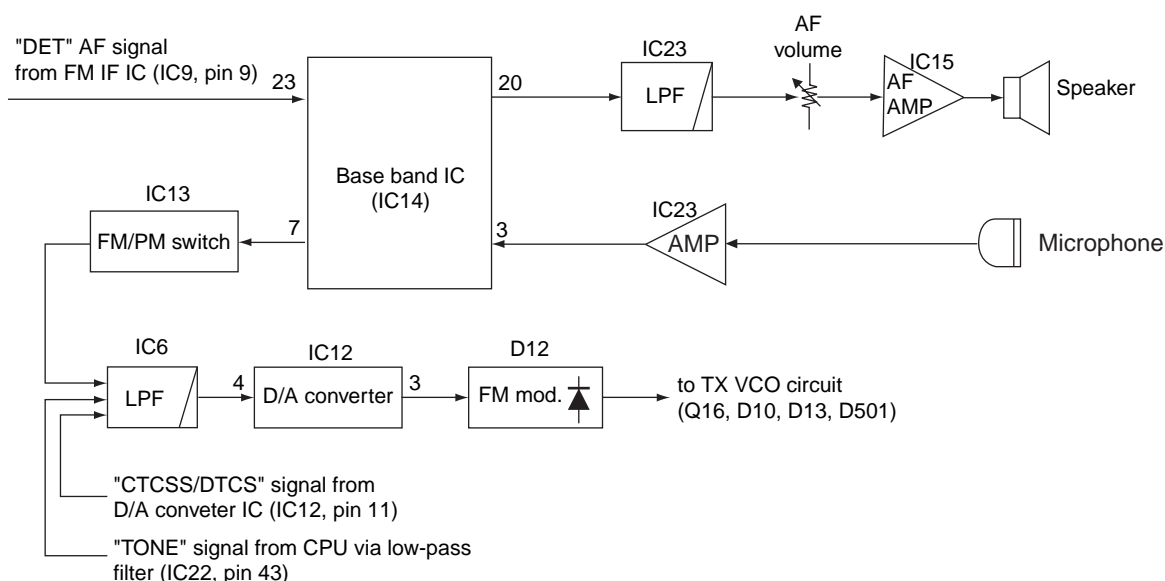 "DET" AF signal
from FM IF IC (IC9, pin 9)
23
Base band IC
(IC14)
20
IC23
LPF
AF
volume
IC15
AF
AMP
Speaker
IC13
FM/PM switch
7
3
IC23
AMP
Microphone
IC6
LPF
4
IC12
D/A converter
3
D12
FM mod.
to TX VCO circuit
(Q16, D10, D13, D501)
"CTCSS/DTCS" signal from
D/A conveter IC (IC12, pin 11)
"TONE" signal from CPU via low-pass
filter (IC22, pin 43)